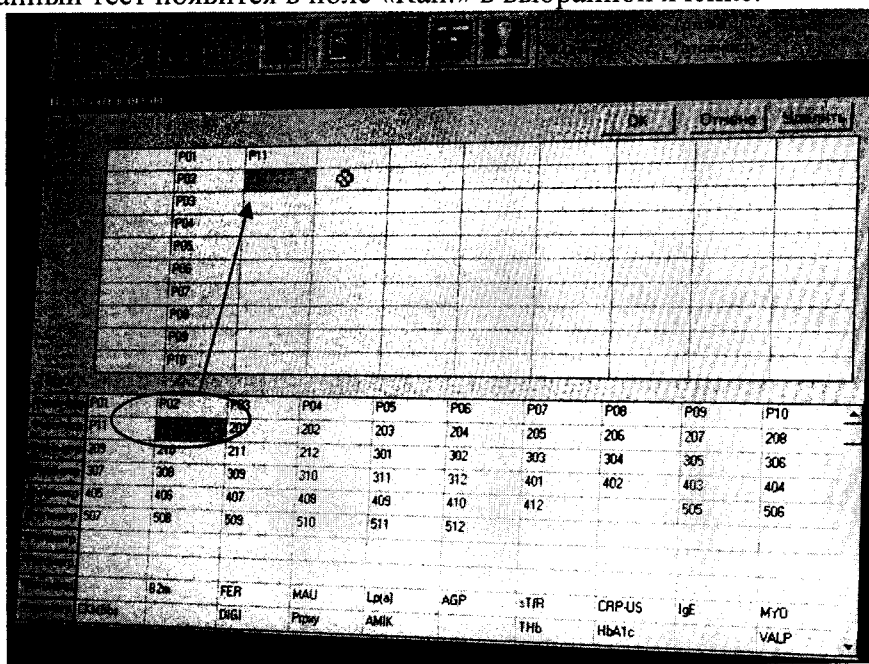 анный тест появится в поле «Кал.» в выбранной ячейке.
OK Отмена Удалить
P01 P11
P02
P03
P04
P05
P06
P07
P08
P09
P10
P01 P02 P03 P04 P05 P06 P07 P08 P09 P10
P11 201 202 203 204 205 206 207 208
209 210 211 212 301 302 303 304 305 306
307 308 309 310 311 312 401 402 403 404
405 406 407 408 409 410 412 505 506
507 508 509 510 511 512
B2m FER MAU Lp(a) AGP sTfR CRP-US IgE MYO
DIGI AMIK THb HbA1c VALP